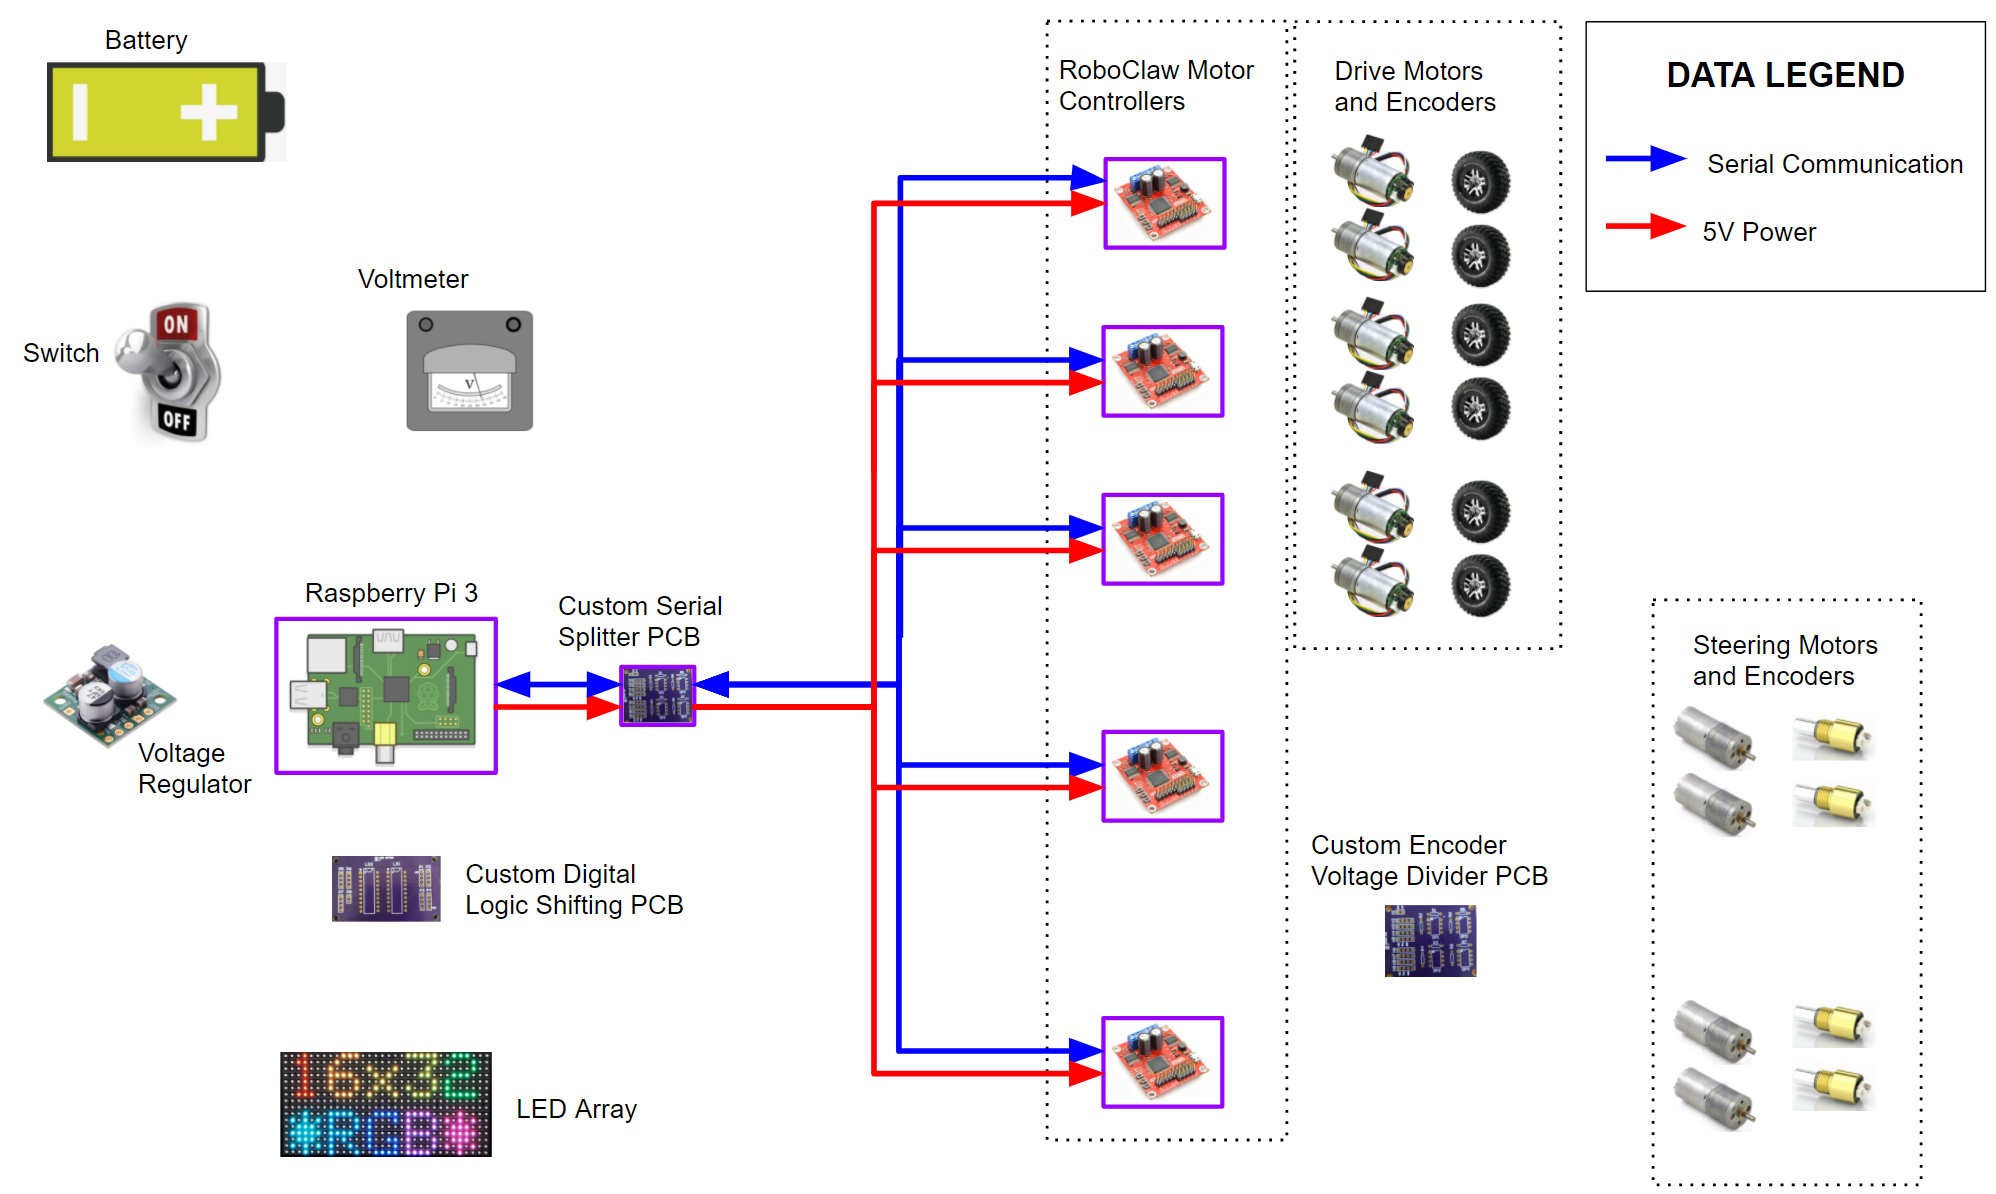 Battery
RoboClaw Motor
Controllers
Drive Motors
and Encoders
DATA LEGEND
Serial Communication
5V Power
Voltmeter
ON
Switch
OFF
V
Raspberry Pi 3
Custom Serial
Splitter PCB
Steering Motors
and Encoders
Voltage
Regulator
Custom Digital
Logic Shifting PCB
Custom Encoder
Voltage Divider PCB
16x32
*RGB*
LED Array